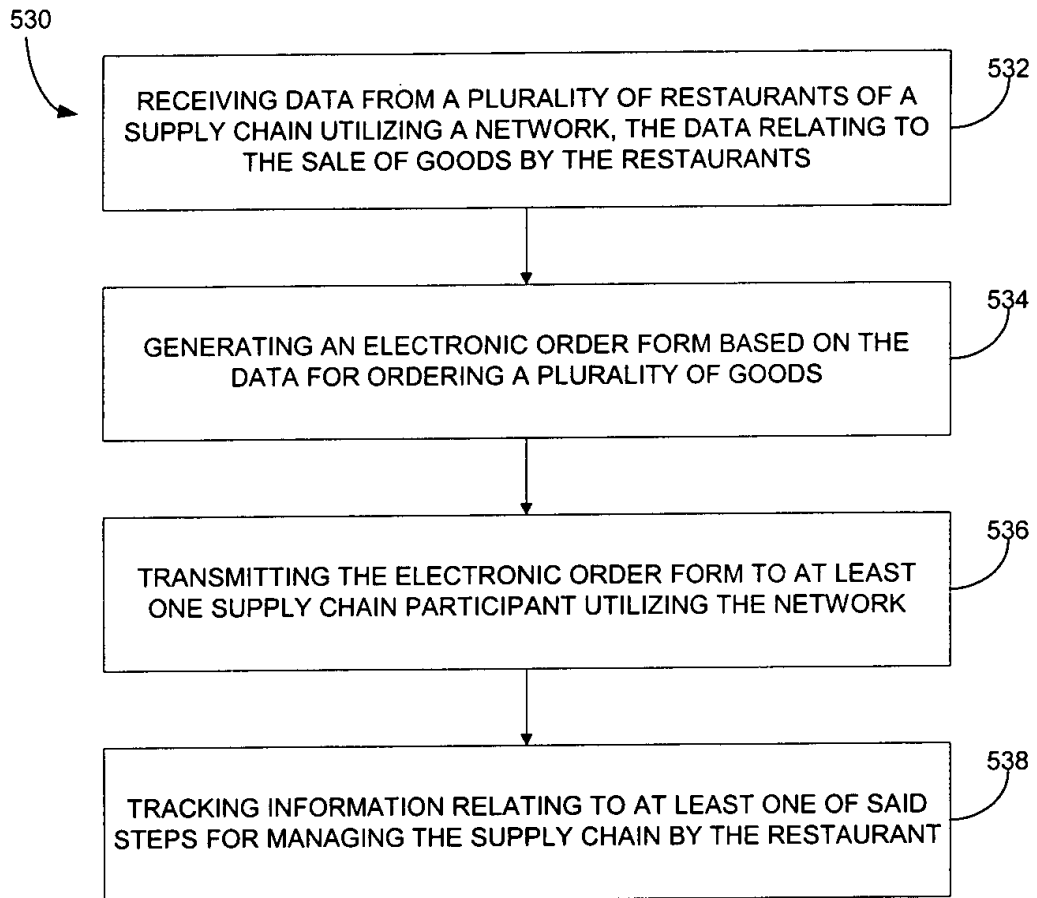 530
532
RECEIVING DATA FROM A PLURALITY OF RESTAURANTS OF A
SUPPLY CHAIN UTILIZING A NETWORK, THE DATA RELATING TO
THE SALE OF GOODS BY THE RESTAURANTS
534
GENERATING AN ELECTRONIC ORDER FORM BASED ON THE
DATA FOR ORDERING A PLURALITY OF GOODS
536
TRANSMITTING THE ELECTRONIC ORDER FORM TO AT LEAST
ONE SUPPLY CHAIN PARTICIPANT UTILIZING THE NETWORK
538
TRACKING INFORMATION RELATING TO AT LEAST ONE OF SAID
STEPS FOR MANAGING THE SUPPLY CHAIN BY THE RESTAURANT